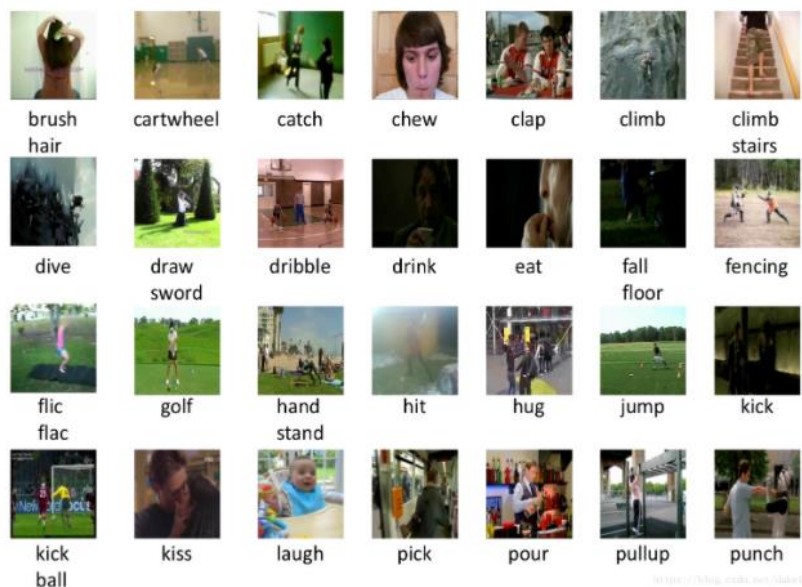 brush cartwheel catch chew clap climb climb
hair stairs
dive draw dribble drink eat fall fencing
sword floor
flic golf hand hit hug jump kick
flac stand
kick kiss laugh pick pour pullup punch
ball